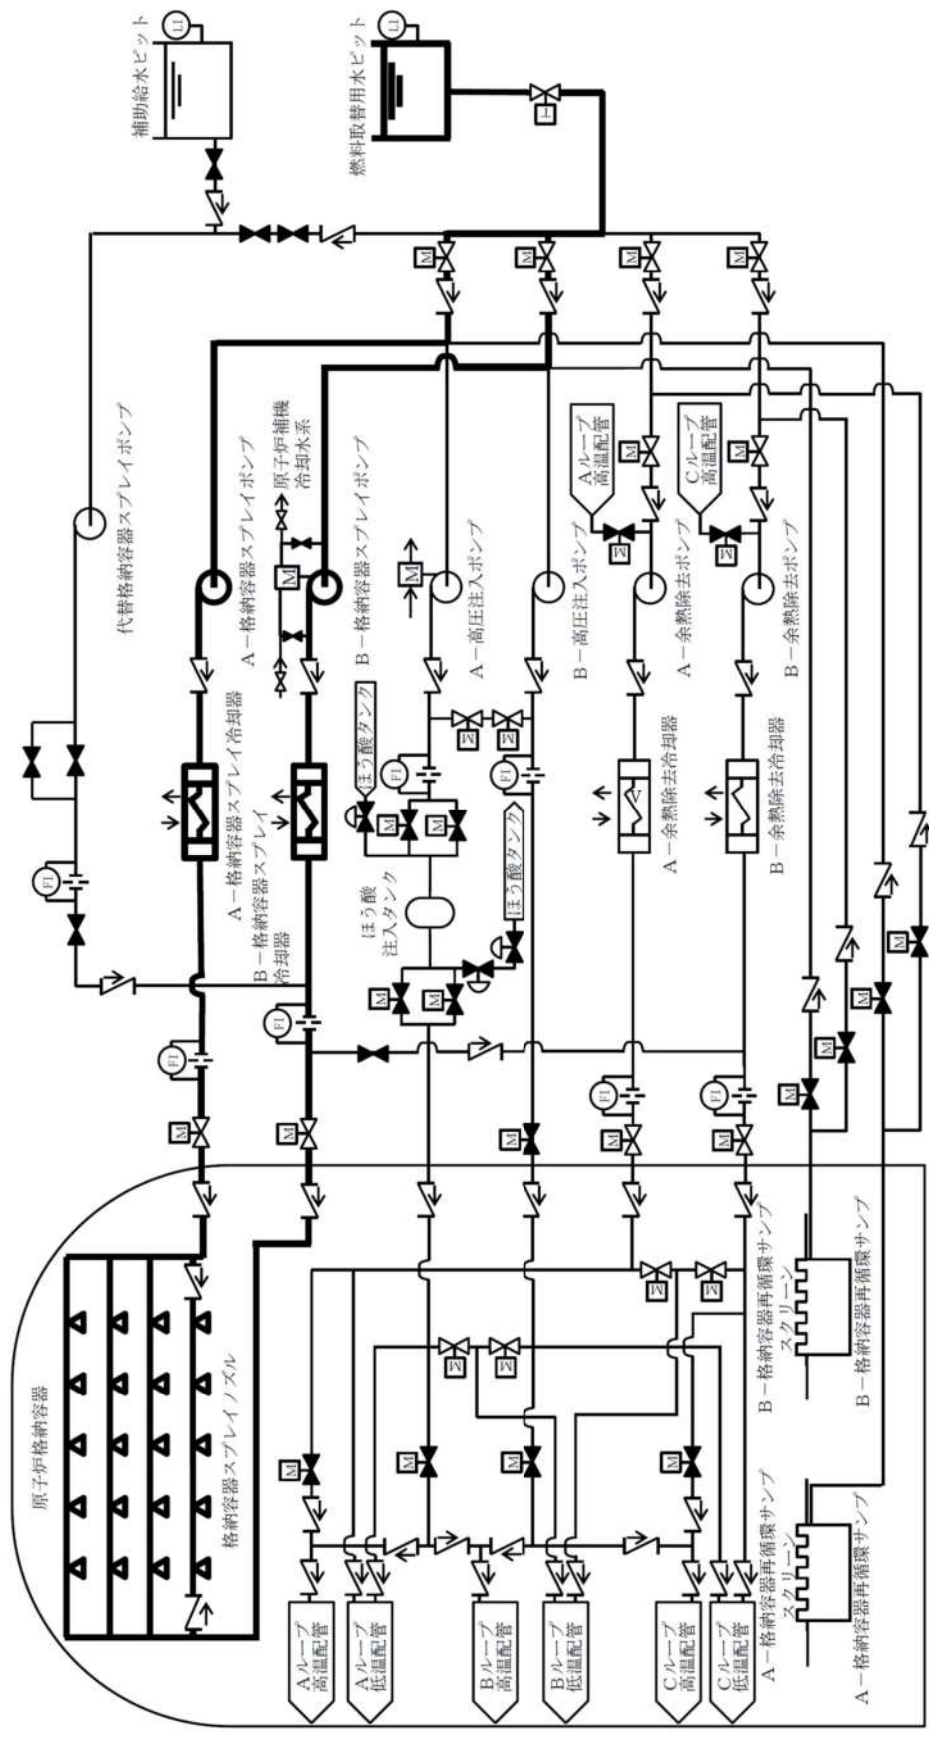 補助給水ピット
LI
燃料取替用水ピット
LI
T
M
M
M
M
代替格納容器スプレイポンプ
A－格納容器スプレイポンプ
原子炉補機
冷却水系
M
B－格納容器スプレイポンプ
M
A－高圧注入ポンプ
B－高圧注入ポンプ
Aループ
高温配管
M
M
A－余熱除去ポンプ
Cループ
高温配管
M
M
B－余熱除去ポンプ
FI
A－格納容器スプレイ冷却器
B－格納容器スプレイ
冷却器
ほう酸タンク
FI
M
M
M
M
FI
ほう酸タンク
ほう酸
注入タンク
M
M
A－余熱除去冷却器
B－余熱除去冷却器
FI
FI
M
M
M
FI
M
FI
M
M
M
M
M
原子炉格納容器
格納容器スプレイノズル
M
M
M
M
M
M
M
M
Aループ
高温配管
Aループ
低温配管
Bループ
高温配管
Bループ
低温配管
Cループ
高温配管
Cループ
低温配管
B－格納容器再循環サンプ
スクリーン
B－格納容器再循環サンプ
A－格納容器再循環サンプ
スクリーン
A－格納容器再循環サンプ